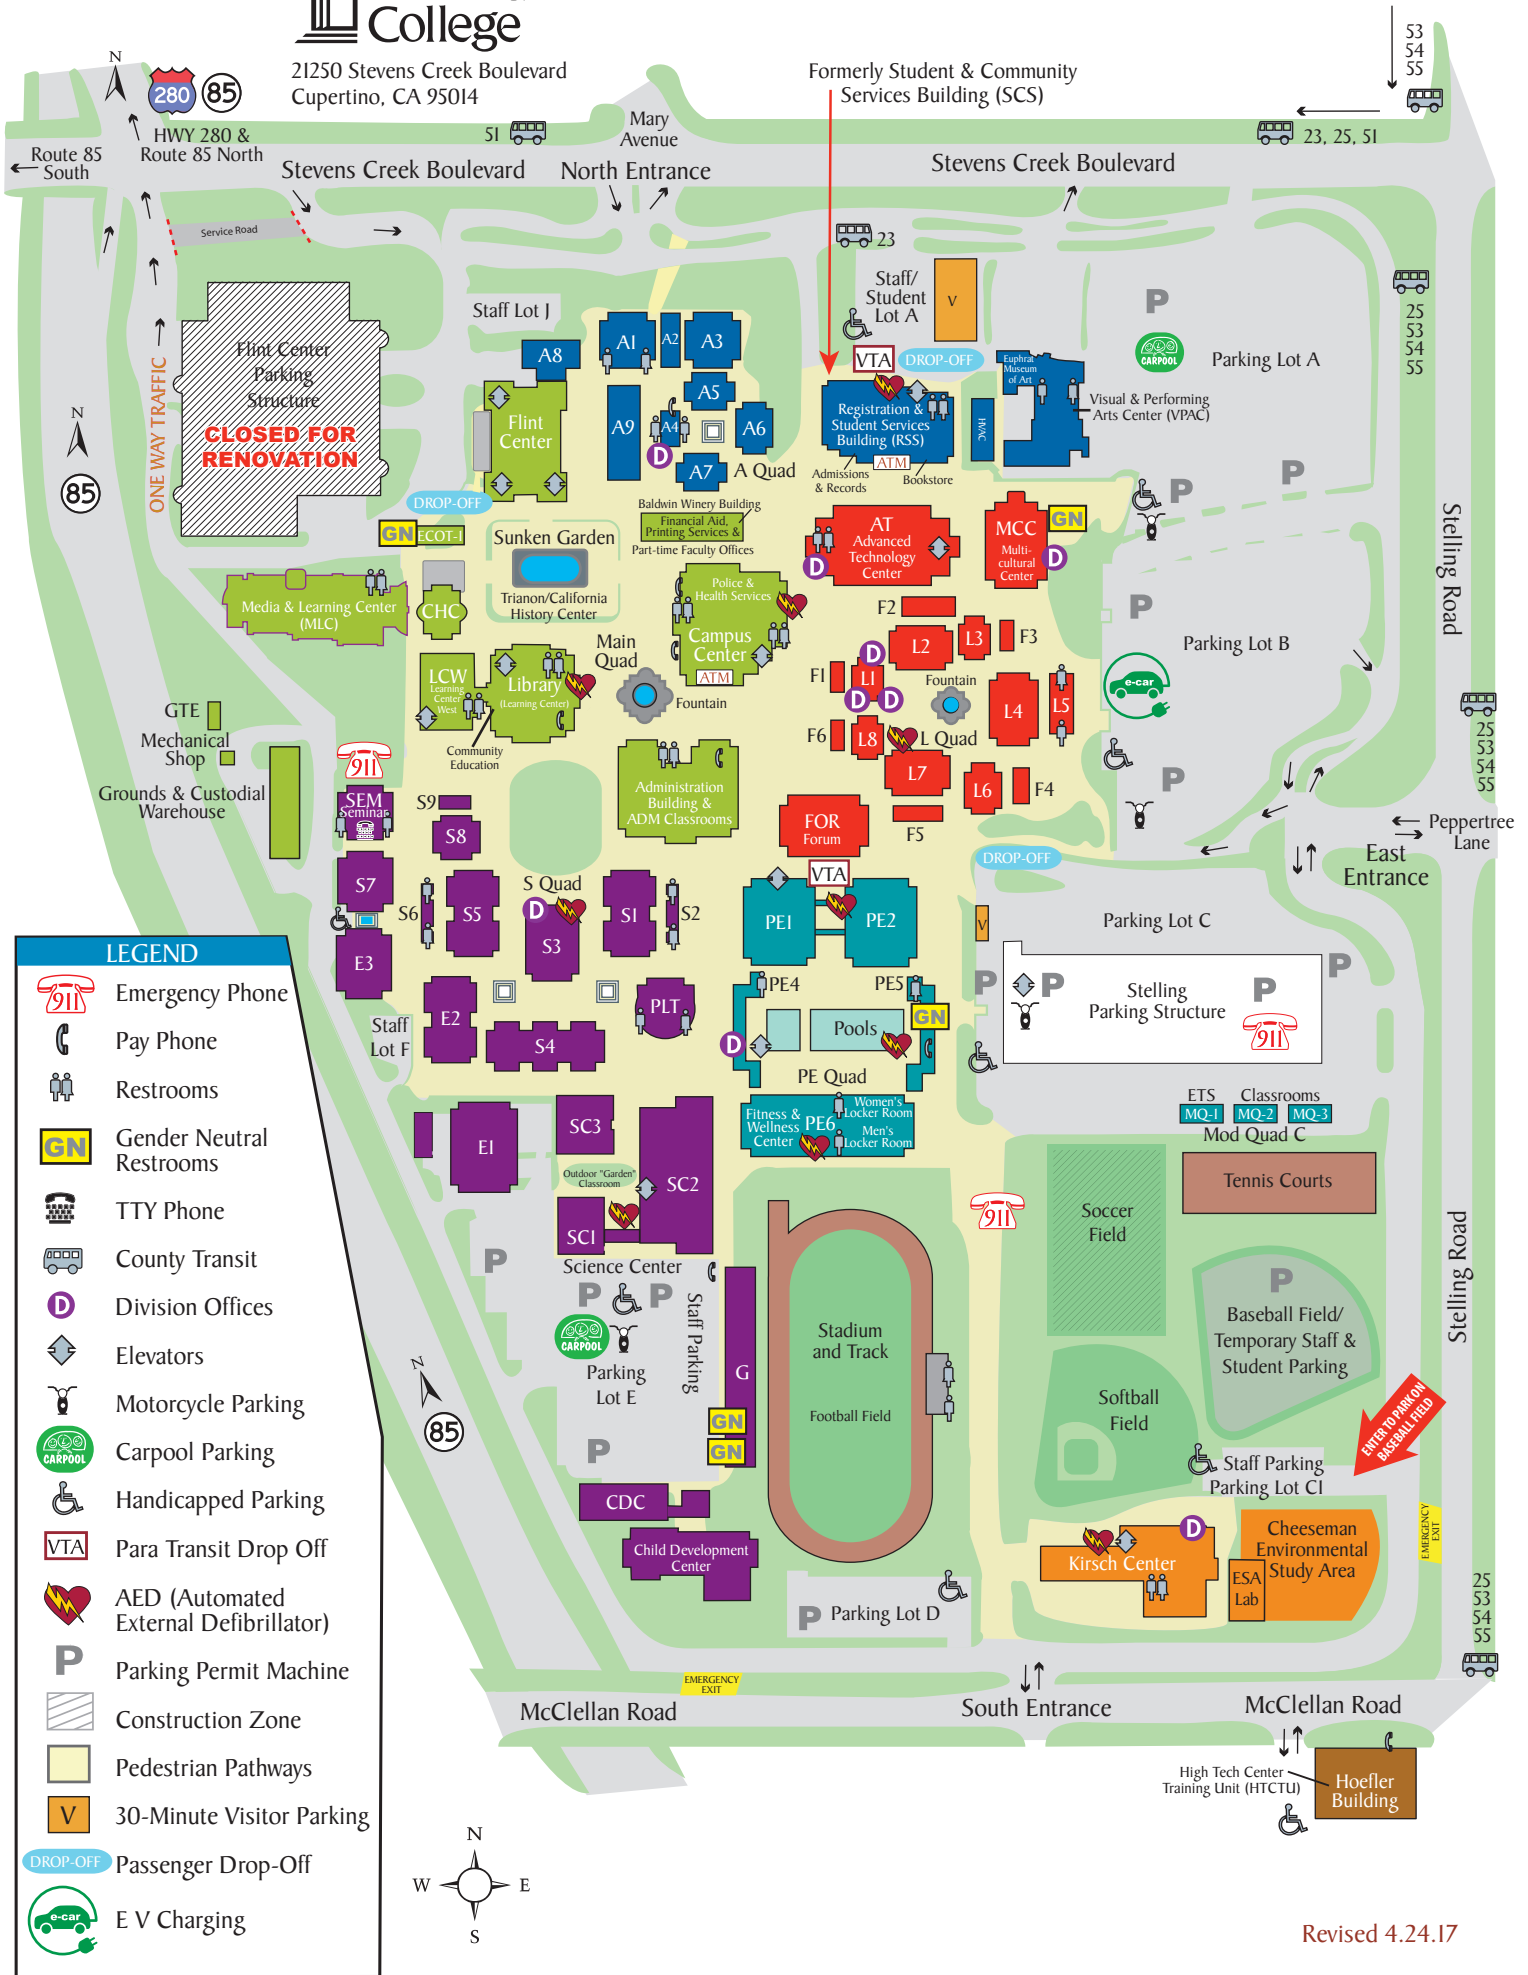 College
21250 Stevens Creek Boulevard
Cupertino, CA 95014
Formerly Student & Community
Services Building (SCS)
53
54
55
N
280
85
HWY 280 &
Route 85 North
Route 85
South
51
Mary
Avenue
23, 25, 51
Stevens Creek Boulevard
North Entrance
Stevens Creek Boulevard
Service Road
23
Staff/
Student
Lot A
V
P
CARPOOL
Parking Lot A
25
53
54
55
Staff Lot J
Flint Center
Parking
Structure
CLOSED FOR
RENOVATION
ONE WAY TRAFFIC
N
85
A8
A1
A2
A3
A5
A9
A4
D
A6
A7
A Quad
Flint
Center
DROP-OFF
VTA
DROP-OFF
Registration &
Student Services
Building (RSS)
ATM
Admissions
& Records
Bookstore
HVAC
Euphrat
Museum
of Art
Visual & Performing
Arts Center (VPAC)
Baldwin Winery Building
Financial Aid,
Printing Services &
Part-time Faculty Offices
GN
ECOT-1
Sunken Garden
Trianon/California
History Center
AT
Advanced
Technology
Center
D
MCC
Multi-
cultural
Center
GN
D
P
P
Stelling Road
Media & Learning Center
(MLC)
CHC
Police &
Health Services
Campus
Center
ATM
Main
Quad
Fountain
F2
L2
L3
F3
D
F1
L1
D
D
Fountain
L4
L5
F6
L8
L Quad
L7
L6
F4
F5
P
Parking Lot B
e-car
P
LCW
Learning
Center
West
Library
(Learning Center)
Community
Education
GTE
Mechanical
Shop
Grounds & Custodial
Warehouse
911
SEM
Seminar
S9
S8
Administration
Building &
ADM Classrooms
FOR
Forum
DROP-OFF
25
53
54
55
Peppertree
Lane
East
Entrance
S7
S6
S5
S Quad
D
S3
S1
S2
VTA
PE1
PE2
V
Parking Lot C
E3
E2
Staff
Lot F
S4
PLT
PE4
PE5
GN
Pools
D
PE Quad
P
P
Stelling
Parking Structure
P
911
P
ETS
Classrooms
MQ-1
MQ-2
MQ-3
Mod Quad C
Tennis Courts
E1
SC3
SC2
Outdoor "Garden"
Classroom
SC1
Science Center
Fitness &
Wellness
Center
PE6
Women's
Locker Room
Men's
Locker Room
911
Soccer
Field
P
Baseball Field/
Temporary Staff &
Student Parking
Stelling Road
P
P
P
CARPOOL
Parking
Lot E
Staff Parking
G
P
GN
GN
Stadium
and Track
Football Field
Softball
Field
ENTER TO PARK ON
BASEBALL FIELD
Staff Parking
Parking Lot C1
N
85
CDC
Child Development
Center
P
Parking Lot D
D
Kirsch Center
ESA
Lab
Cheeseman
Environmental
Study Area
EMERGENCY
EXIT
25
53
54
55
EMERGENCY
EXIT
McClellan Road
South Entrance
McClellan Road
High Tech Center
Training Unit (HTCTU)
Hoefler
Building
LEGEND
911
Emergency Phone
Pay Phone
Restrooms
GN
Gender Neutral
Restrooms
TTY Phone
County Transit
D
Division Offices
Elevators
Motorcycle Parking
CARPOOL
Carpool Parking
Handicapped Parking
VTA
Para Transit Drop Off
AED (Automated
External Defibrillator)
P
Parking Permit Machine
Construction Zone
Pedestrian Pathways
V
30-Minute Visitor Parking
DROP-OFF
Passenger Drop-Off
e-car
E V Charging
N
W
E
S
Revised 4.24.17